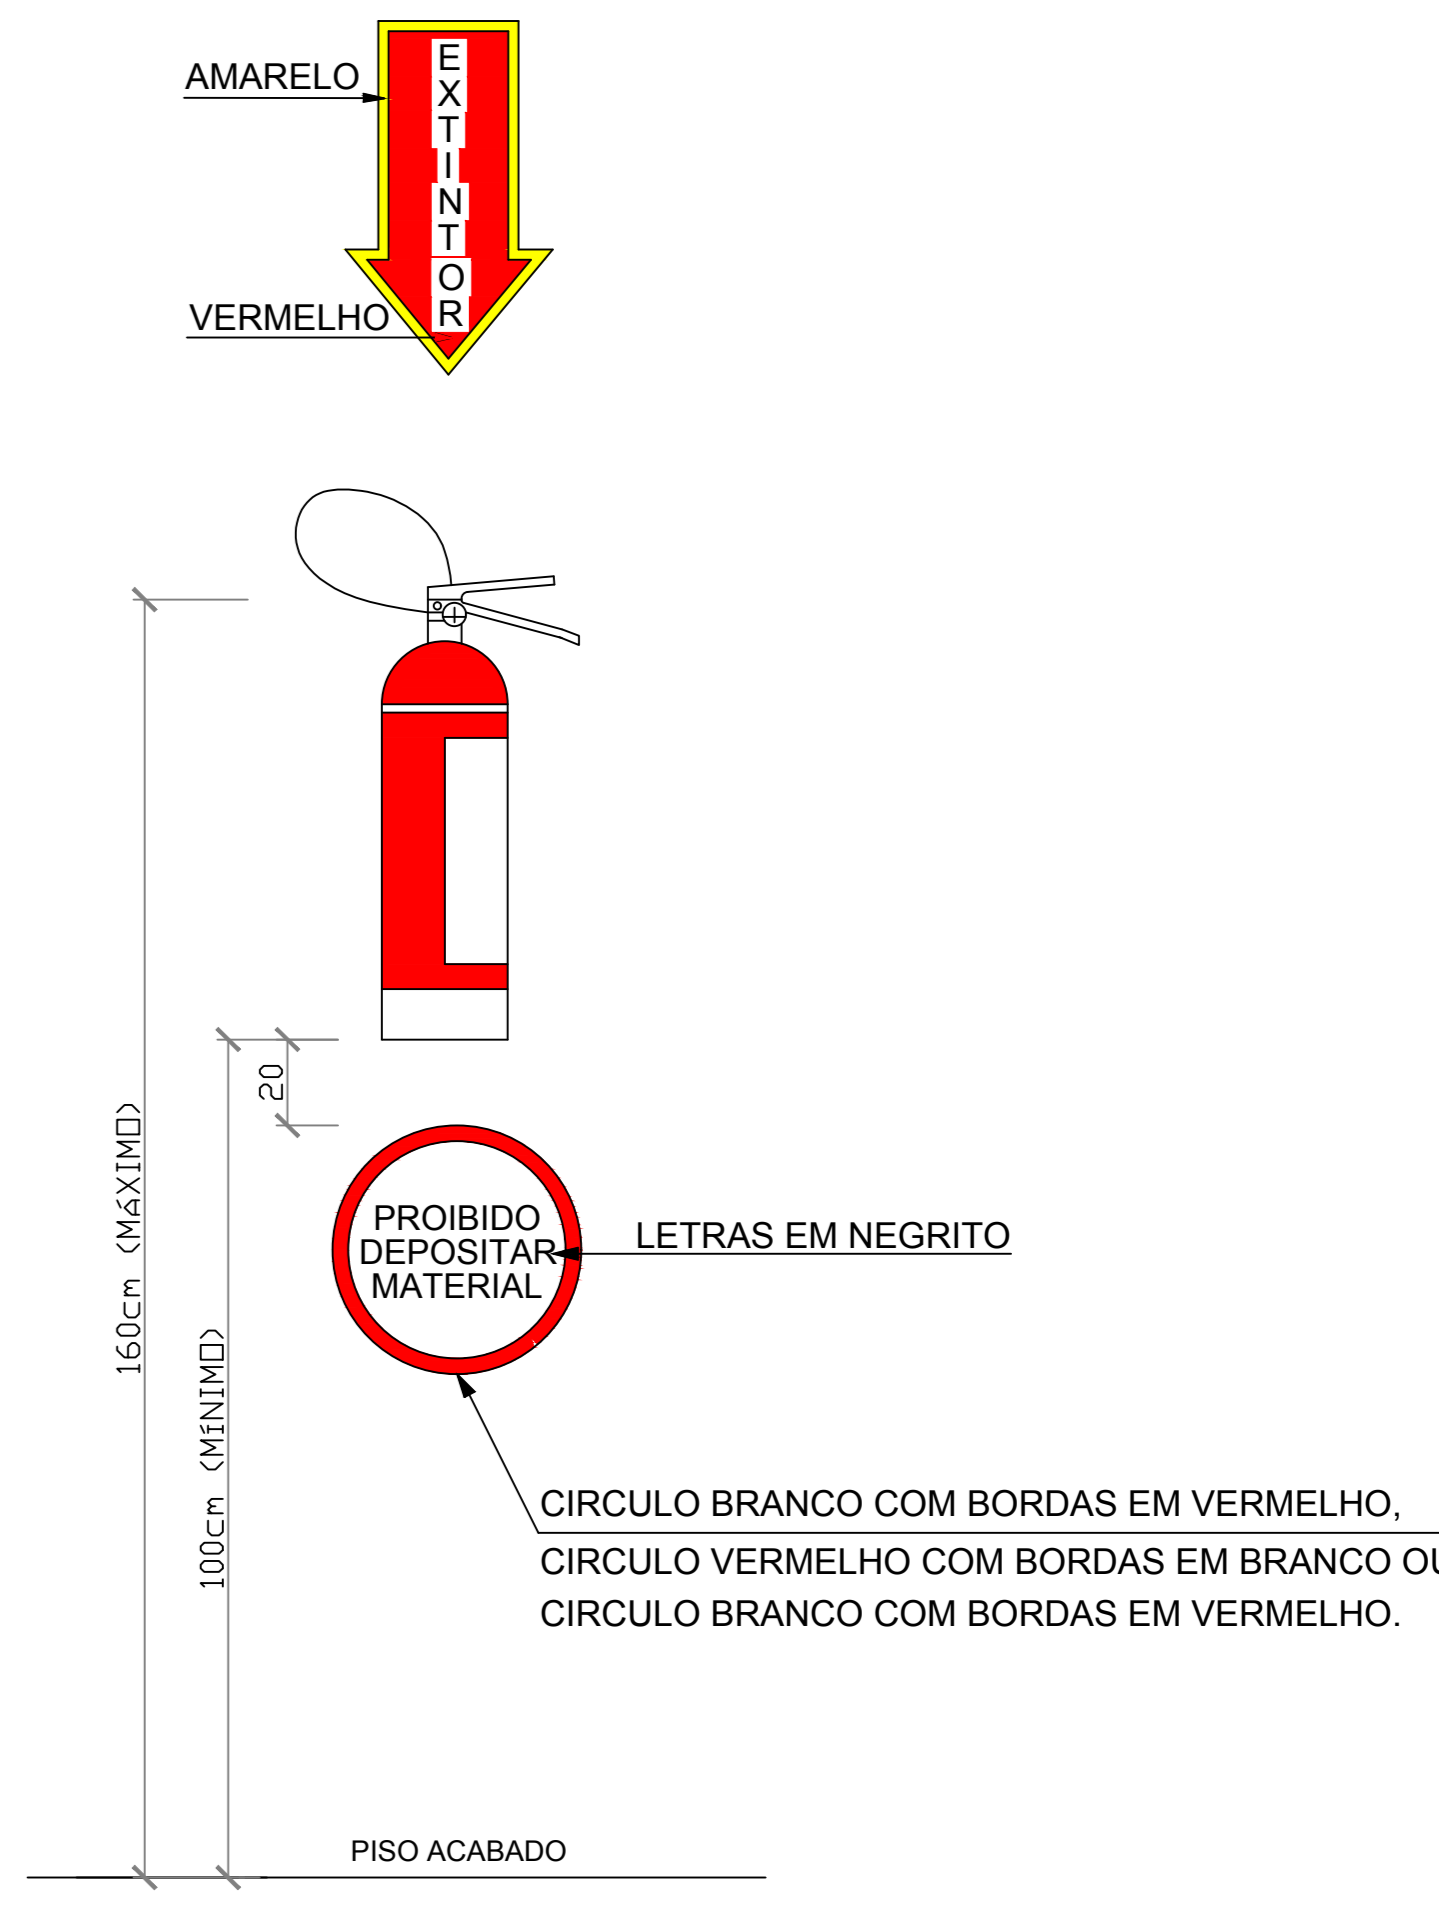 AMARELO
EXTINTOR
VERMELHO
20
160cm (MÁXIMO)
PROIBIDO
DEPOSITAR
MATERIAL
LETRAS EM NEGRITO
100cm (MÍNIMO)
CIRCULO BRANCO COM BORDAS EM VERMELHO,
CIRCULO VERMELHO COM BORDAS EM BRANCO OU
CIRCULO BRANCO COM BORDAS EM VERMELHO.
PISO ACABADO